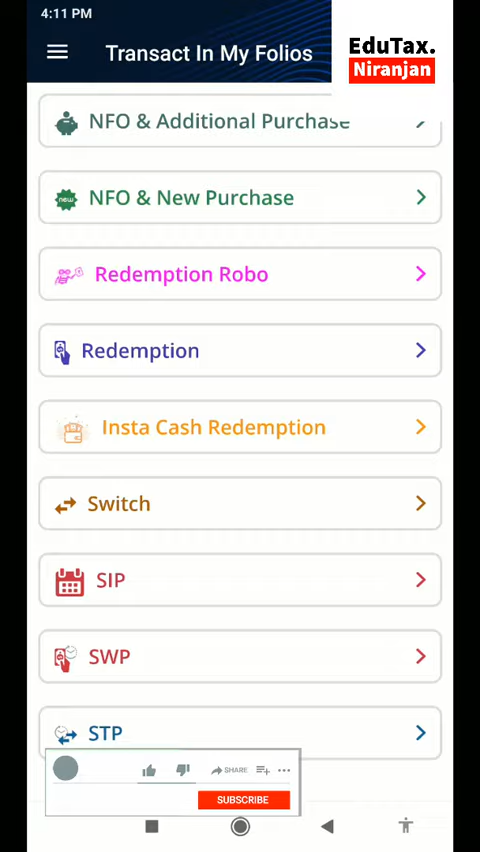 4:11 PM
Transact In My Folios
EduTax.
Niranjan
NFO & Additional Purchase
new
NFO & New Purchase
Redemption Robo
Redemption
Insta Cash Redemption
Switch
SIP
SWP
STP
SHARE
SUBSCRIBE